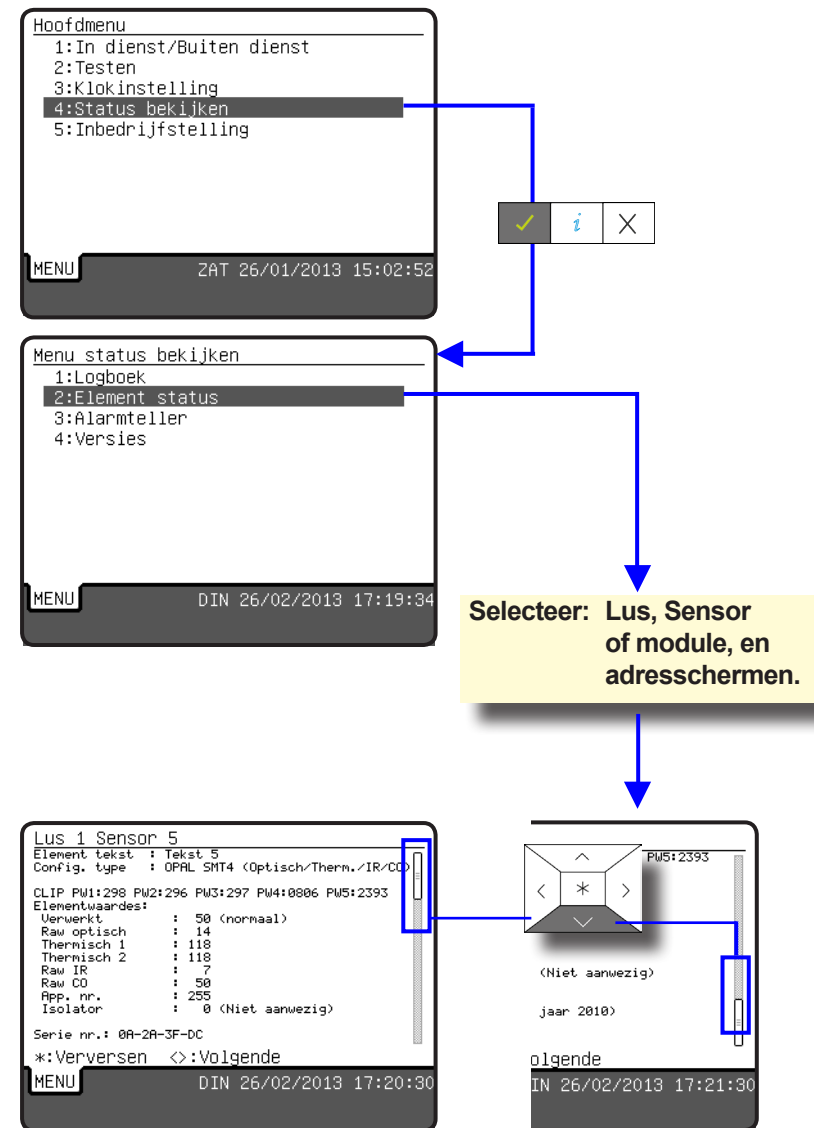 Hoofdmenu
1:In dienst/Buiten dienst
2:Testen
3:Klokinstelling
4:Status bekijken
5:Inbedrijfstelling
MENU ZAT 26/01/2013 15:02:52
i
Menu status bekijken
1:Logboek
2:Element status
3:Alarmteller
4:Versies
MENU DIN 26/02/2013 17:19:34
Selecteer: Lus, Sensor
of module, en
adresschermen.
Lus 1 Sensor 5
Element tekst : Tekst 5
Config. type : OPAL SMT4 (Optisch/Therm./IR/CO)
CLIP PW1:298 PW2:296 PW3:297 PW4:0806 PW5:2393
Elementwaardes:
Verwerkt : 50 (normaal)
Raw optisch : 14
Thermisch 1 : 118
Thermisch 2 : 118
Raw IR : 7
Raw CO : 50
App. nr. : 255
Isolator : 0 (Niet aanwezig)
Serie nr.: 0A-2A-3F-DC
*:Verversen <>:Volgende
MENU DIN 26/02/2013 17:20:30
PW5:2393
*
(Niet aanwezig)
jaar 2010)
olgende
IN 26/02/2013 17:21:30